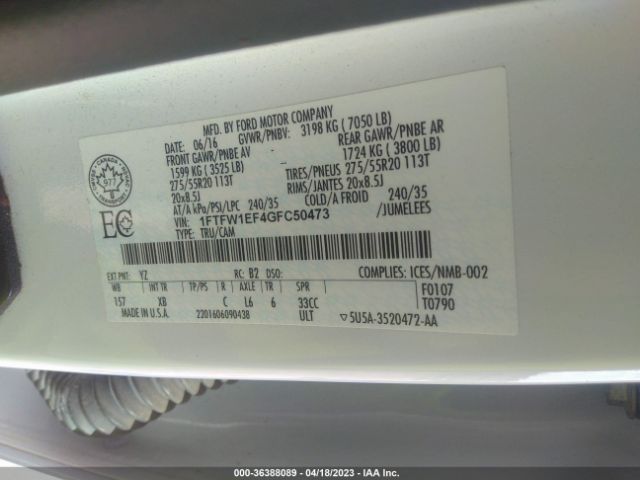 MFD. BY FORD MOTOR COMPANY
DATE: 06/16 GVWR/PNBV: 3198 KG ( 7050 LB)
FRONT GAWR/PNBE AV REAR GAWR/PNBE AR
1599 KG ( 3525 LB) 1724 KG ( 3800 LB)
275/55R20 113T TIRES/PNEUS 275/55R20 113T
20x8.5J RIMS/JANTES 20x8.5J
AT/A kPa/PSI/LPC 240/35 COLD/A FROID 240/35
VIN: 1FTFW1EF4GFC50473 /JUMELEES
TYPE: TRU/CAM
CANADA
977
EC
EXT PNT: YZ RC: B2 DSO: COMPLIES: ICES/NMB-002
WB INT TR TP/PS R AXLE TR SPR F0107
157 XB C L6 6 33CC T0790
MADE IN U.S.A. 2201606090438 ULT ▽5U5A-3520472-AA
000-36388089 - 04/18/2023 - IAA Inc.